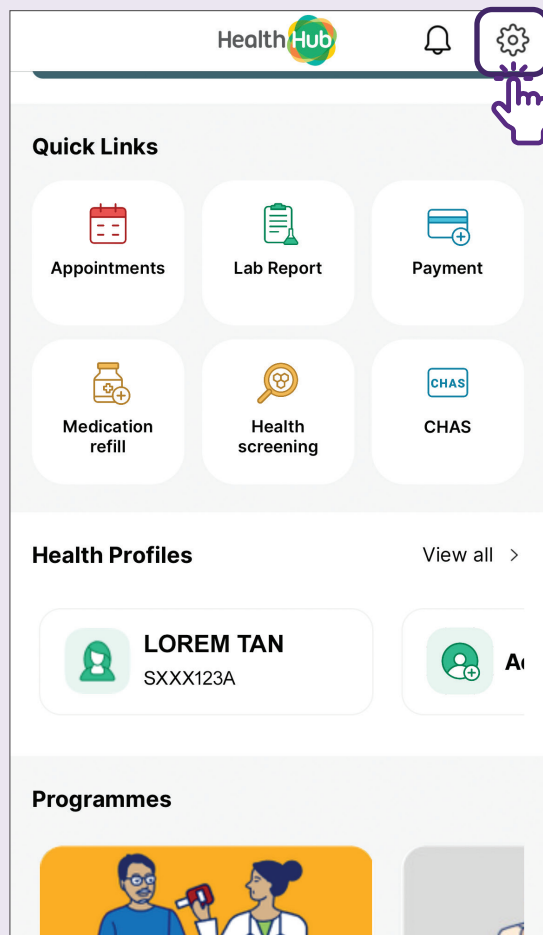 HealthHub
Quick Links
Appointments
Lab Report
Payment
Medication
refill
Health
screening
CHAS
CHAS
Health Profiles
View all
LOREM TAN
SXXX123A
Programmes